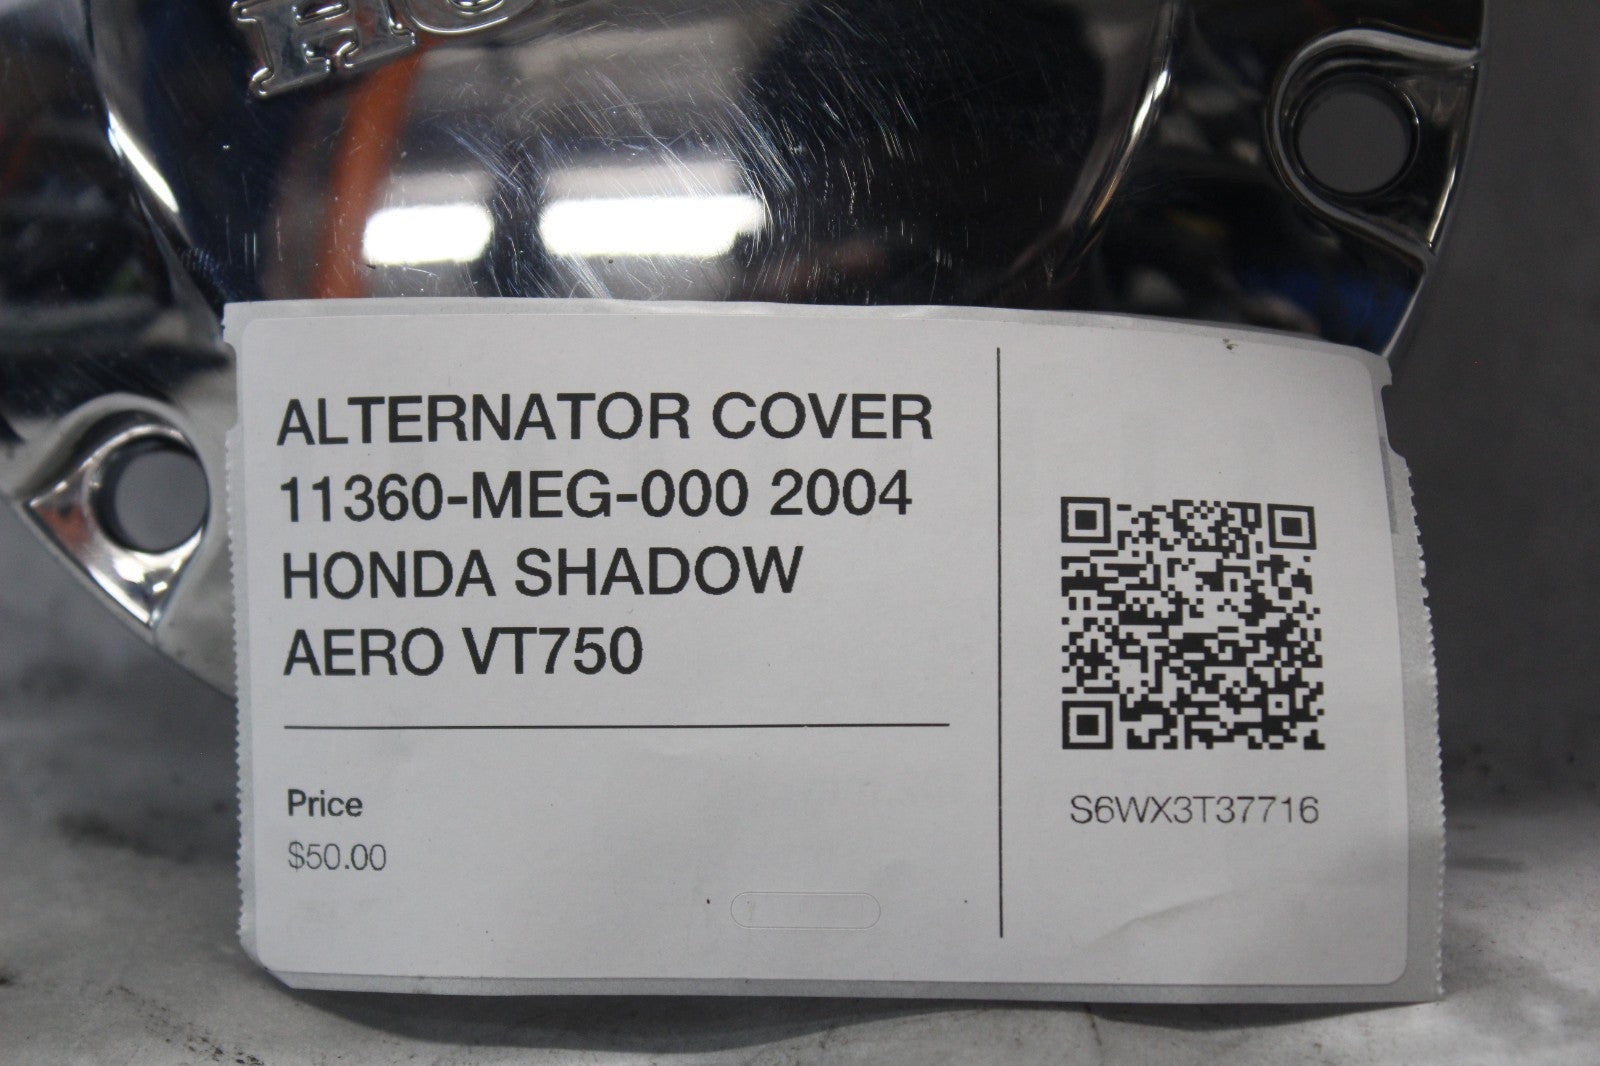 ALTERNATOR COVER
11360-MEG-000 2004
HONDA SHADOW
AERO VT750
Price
$50.00
S6WX3T37716